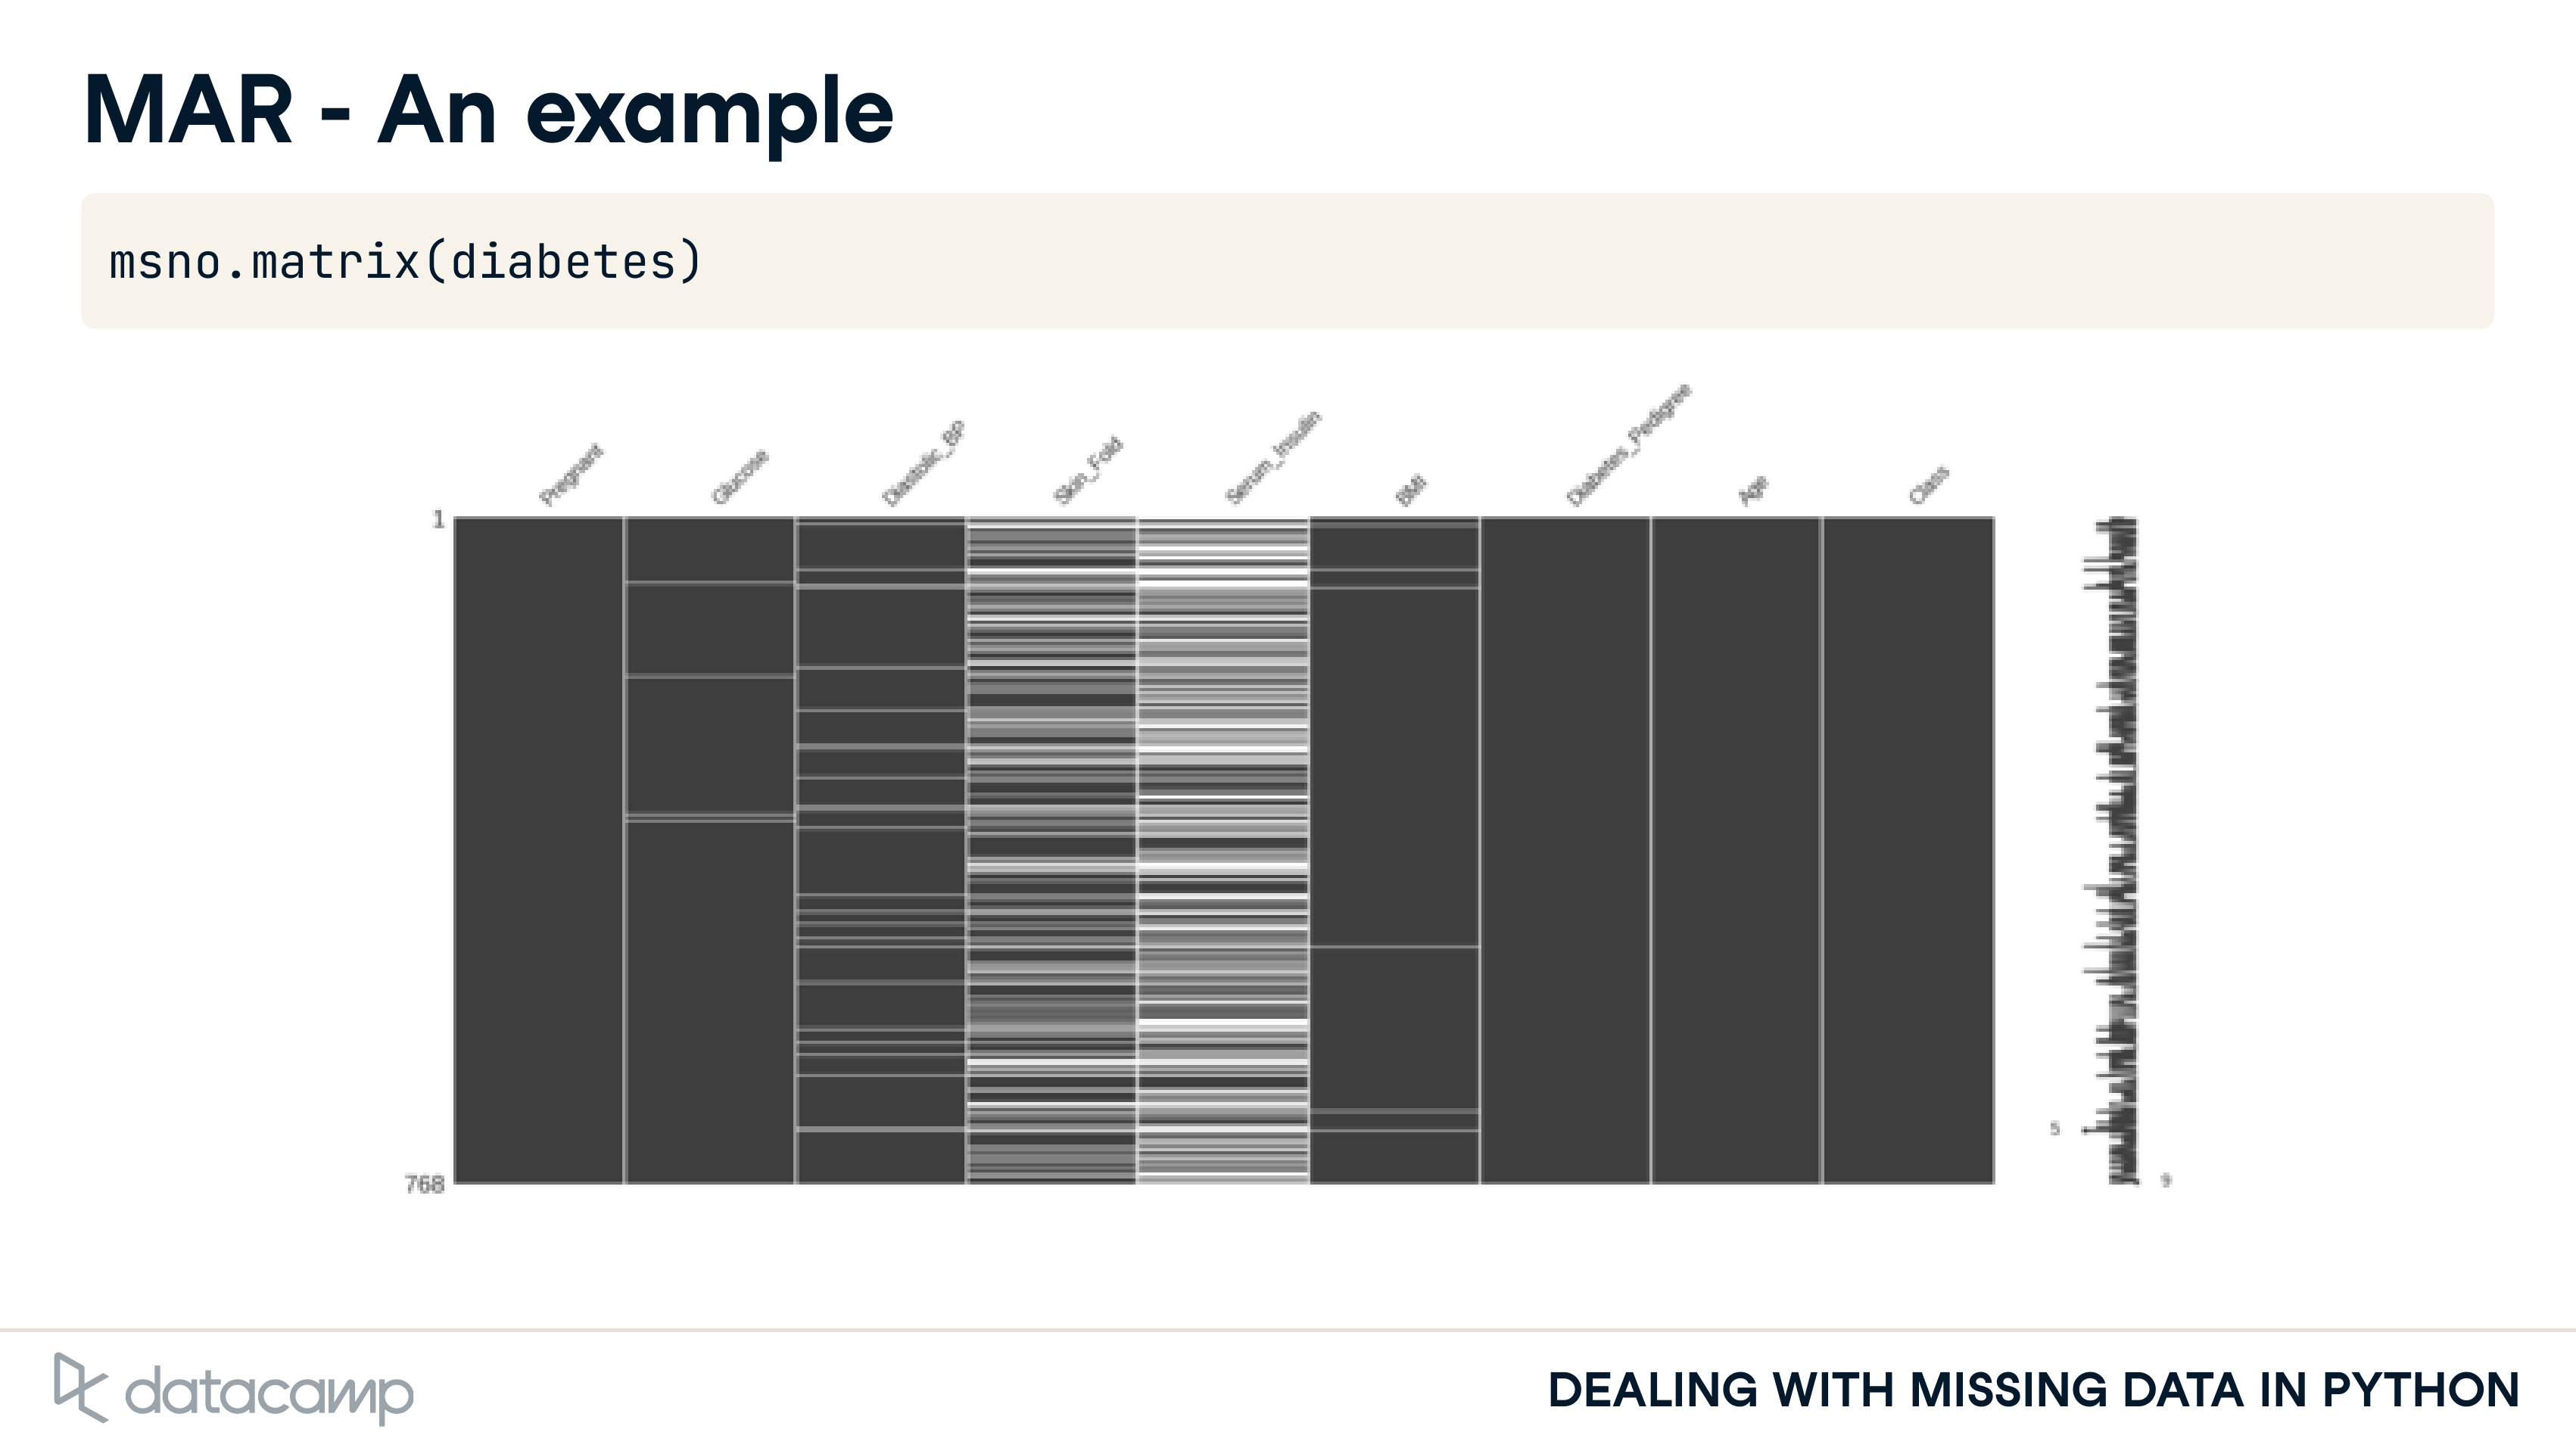 MAR - An example
msno.matrix(diabetes)
Pregnant
Glucose
Diastolic_BP
Skin_Fold
Serum_Insulin
BMI
Diabetes_Pedigree
Age
Class
1
768
5
9
datacamp
DEALING WITH MISSING DATA IN PYTHON